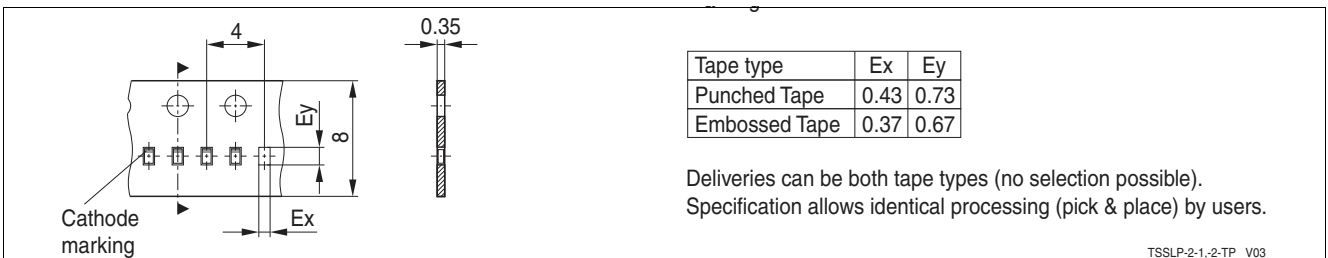 4
0.35
Ey
8
Ex
Cathode
marking
Tape type Ex Ey
Punched Tape 0.43 0.73
Embossed Tape 0.37 0.67
Deliveries can be both tape types (no selection possible).
Specification allows identical processing (pick & place) by users.
TSSLP-2-1,-2-TP V03